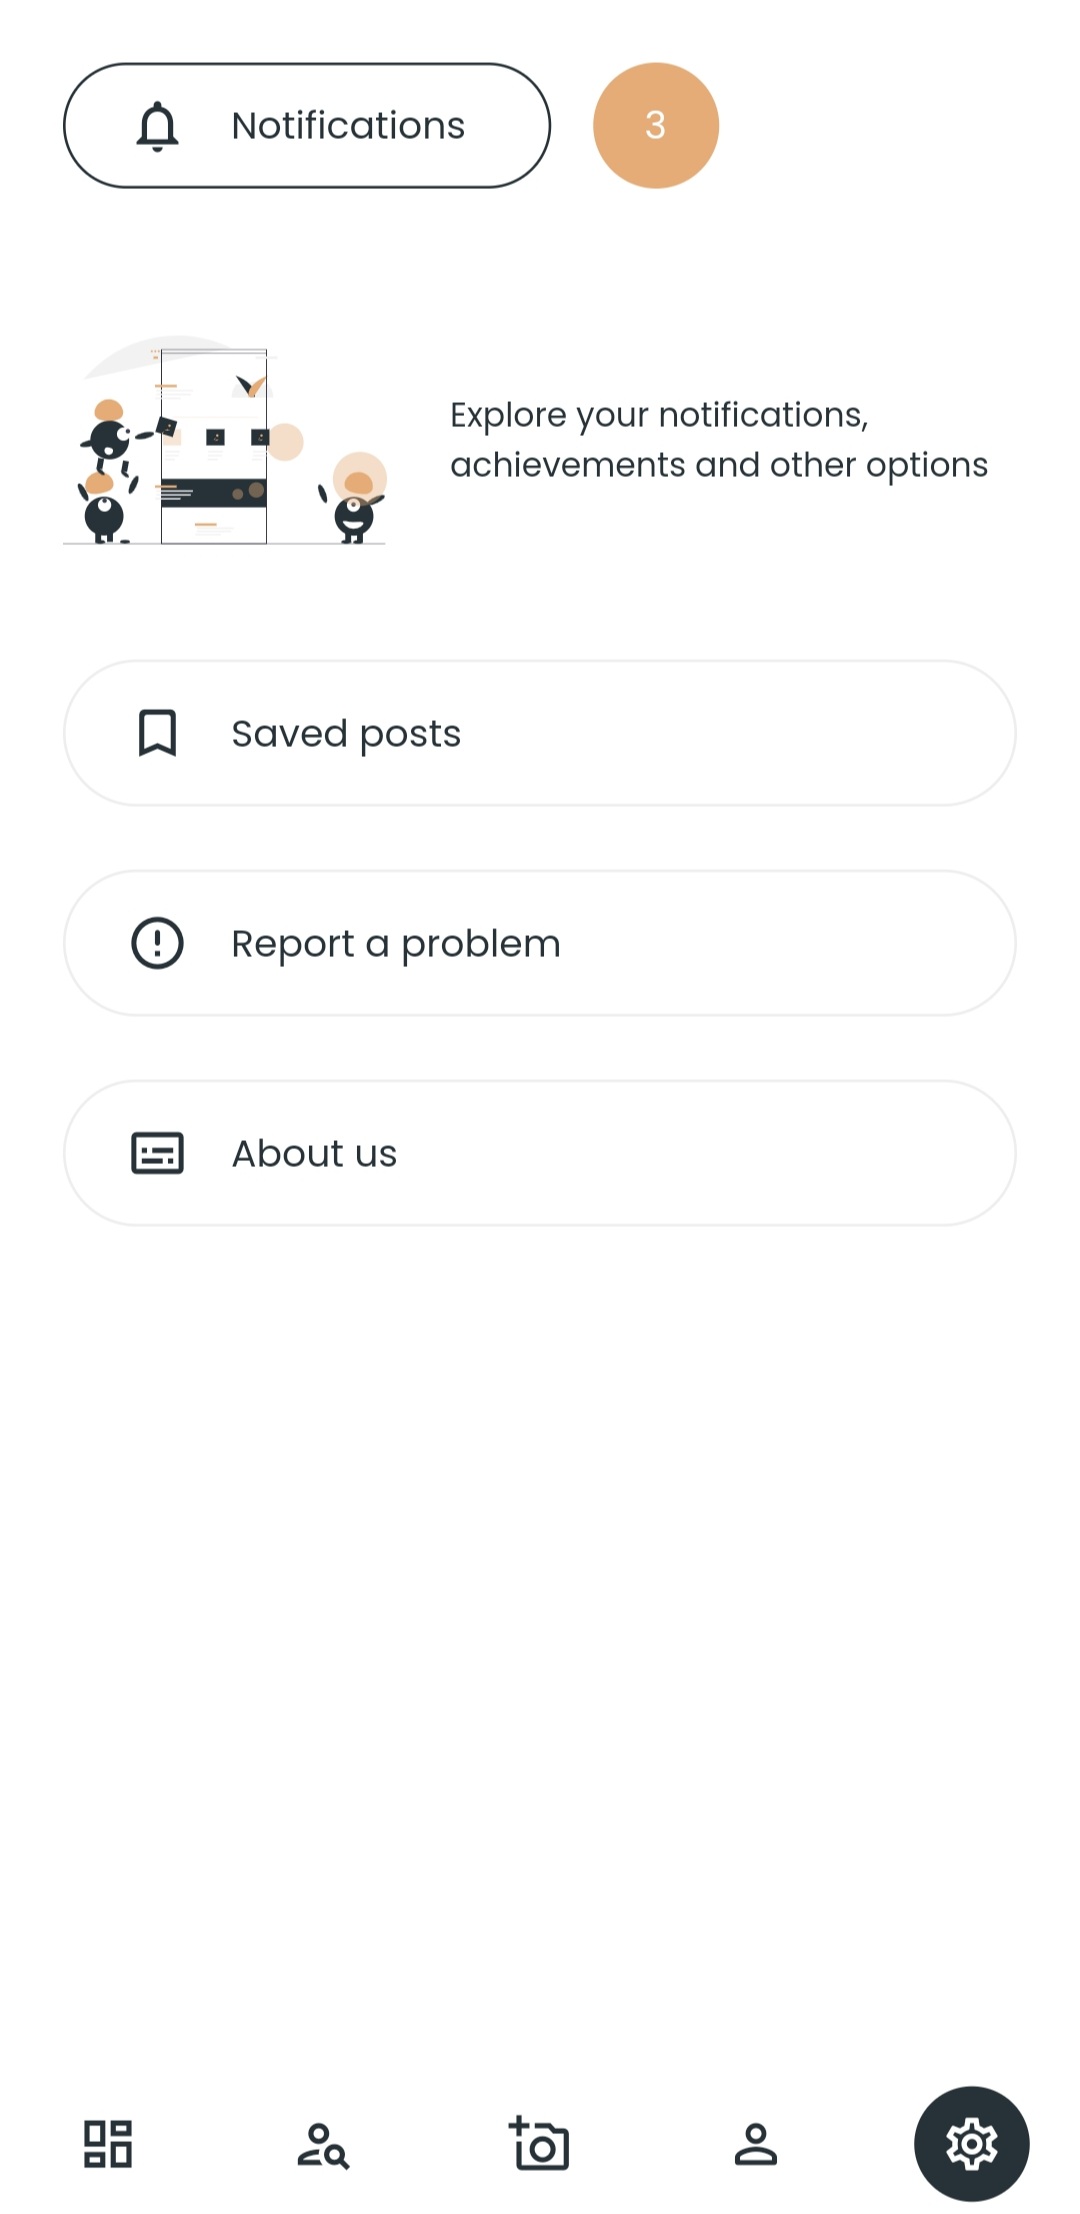 Notifications
3
Explore your notifications,
achievements and other options
Saved posts
Report a problem
About us